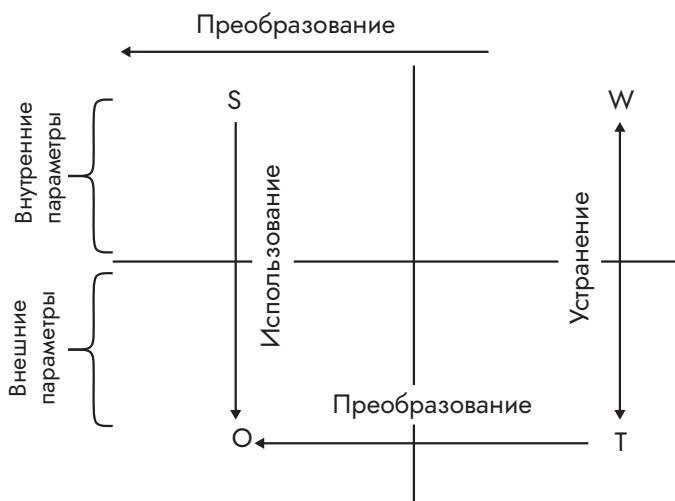 Преобразование
S
W
Внутренние
параметры
Использование
Устранение
Внешние
параметры
Преобразование
O
T